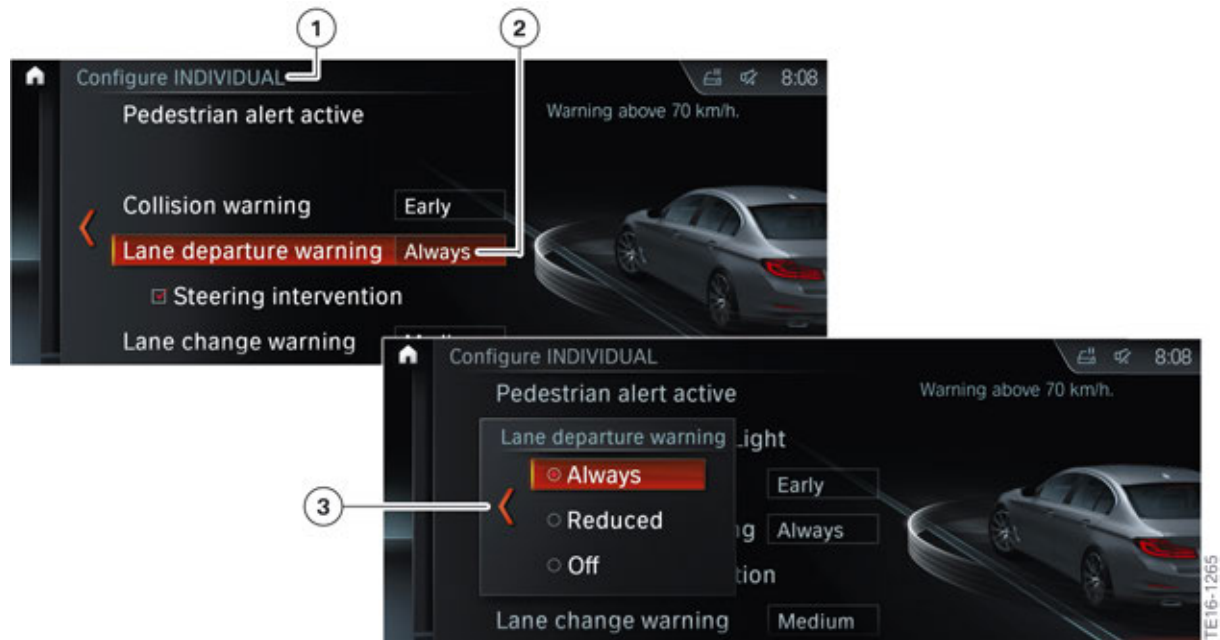 1
2
Configure INDIVIDUAL
8:08
Pedestrian alert active
Warning above 70 km/h.
Collision warning
Early
Lane departure warning
Always
Steering intervention
Lane change warning
Configure INDIVIDUAL
8:08
Pedestrian alert active
Warning above 70 km/h.
Lane departure warning
Always
Early
3
Reduced
Always
Off
Lane change warning
Medium
TE16-1265